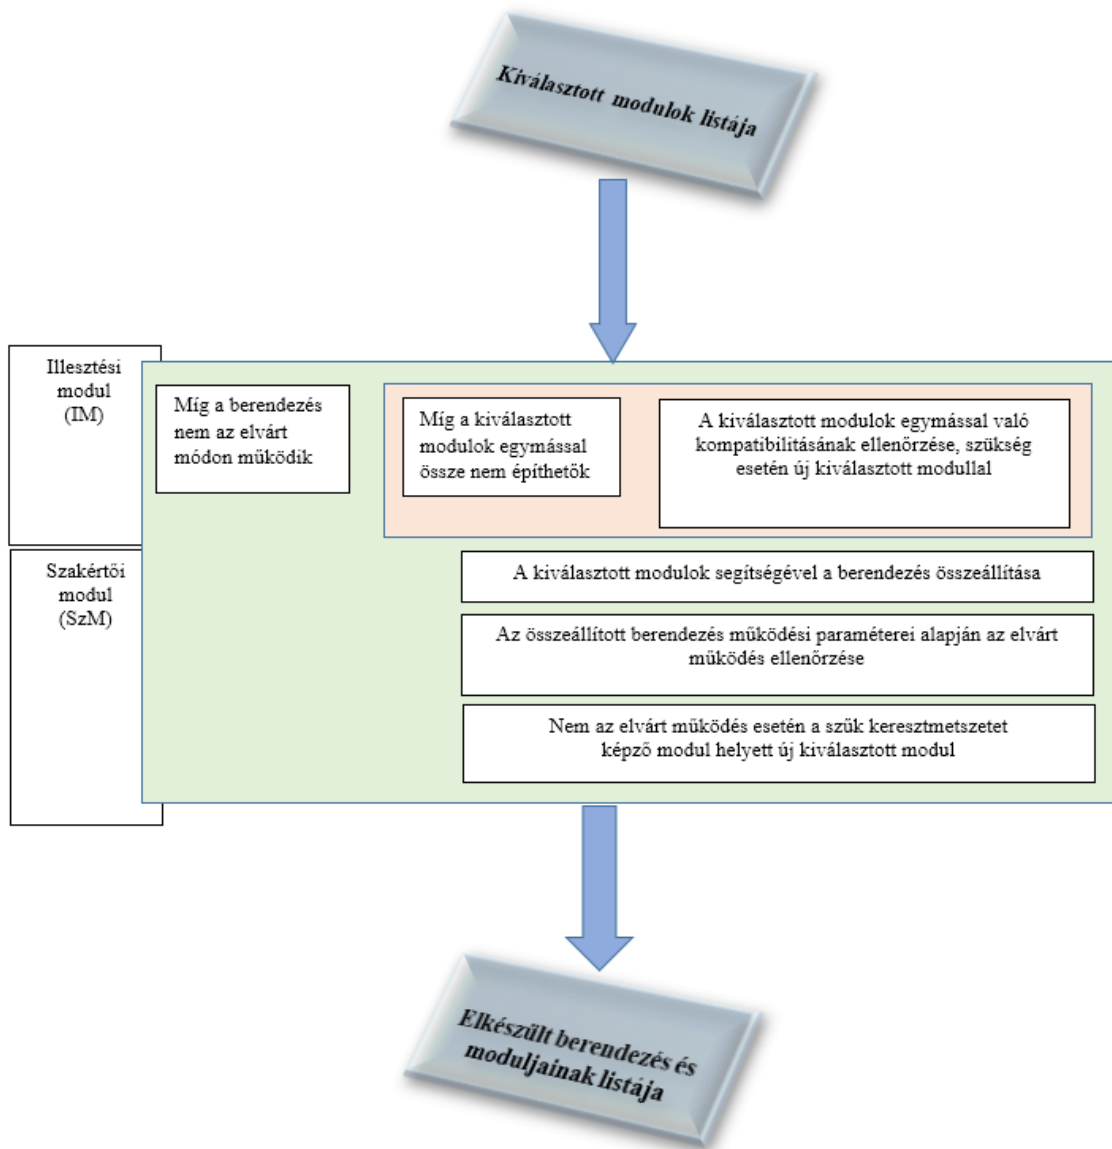 Kiválasztott modulok listája
Illesztési
modul
(IM)
Míg a berendezés
nem az elvárt
módon működik
Míg a kiválasztott
modulok egymással
össze nem építhetők
A kiválasztott modulok egymással való
kompatibilitásának ellenőrzése, szükség
esetén új kiválasztott modullal
Szakértői
modul
(SzM)
A kiválasztott modulok segítségével a berendezés összeállítása
Az összeállított berendezés működési paraméterei alapján az elvárt
működés ellenőrzése
Nem az elvárt működés esetén a szűk keresztmetszetet
képző modul helyett új kiválasztott modul
Elkészült berendezés és
moduljainak listája